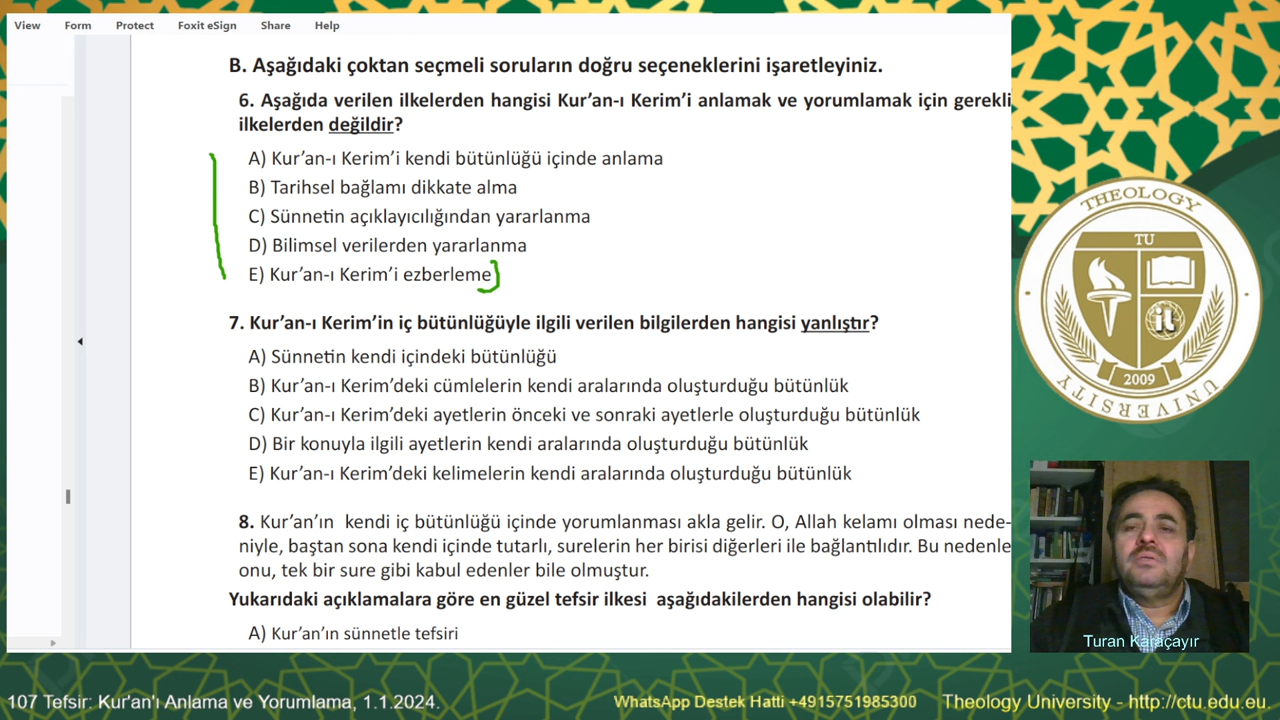 View Form Protect Foxit eSign Share Help
B. Aşağıdaki çoktan seçmeli soruların doğru seçeneklerini işaretleyiniz.
6. Aşağıda verilen ilkelerden hangisi Kur’an-ı Kerim’i anlamak ve yorumlamak için gerekli
ilkelerden değildir?
A) Kur’an-ı Kerim’i kendi bütünlüğü içinde anlama
B) Tarihsel bağlamı dikkate alma
C) Sünnetin açıklayıcılığından yararlanma
D) Bilimsel verilerden yararlanma
E) Kur’an-ı Kerim’i ezberleme
7. Kur’an-ı Kerim’in iç bütünlüğüyle ilgili verilen bilgilerden hangisi yanlıştır?
A) Sünnetin kendi içindeki bütünlüğü
B) Kur’an-ı Kerim’deki cümlelerin kendi aralarında oluşturduğu bütünlük
C) Kur’an-ı Kerim’deki ayetlerin önceki ve sonraki ayetlerle oluşturduğu bütünlük
D) Bir konuyla ilgili ayetlerin kendi aralarında oluşturduğu bütünlük
E) Kur’an-ı Kerim’deki kelimelerin kendi aralarında oluşturduğu bütünlük
8. Kur’an’ın kendi iç bütünlüğü içinde yorumlanması akla gelir. O, Allah kelamı olması nede-
niyle, baştan sona kendi içinde tutarlı, surelerin her birisi diğerleri ile bağlantılıdır. Bu nedenle
onu, tek bir sure gibi kabul edenler bile olmuştur.
Yukarıdaki açıklamalara göre en güzel tefsir ilkesi aşağıdakilerden hangisi olabilir?
A) Kur’an’ın sünnetle tefsiri
THEOLOGY
TU
2009
UNIVERSITY
Turan Karaçayır
107 Tefsir: Kur'an'ı Anlama ve Yorumlama, 1.1.2024.
WhatsApp Destek Hatti +4915751985300
Theology University - http://ctu.edu.eu.